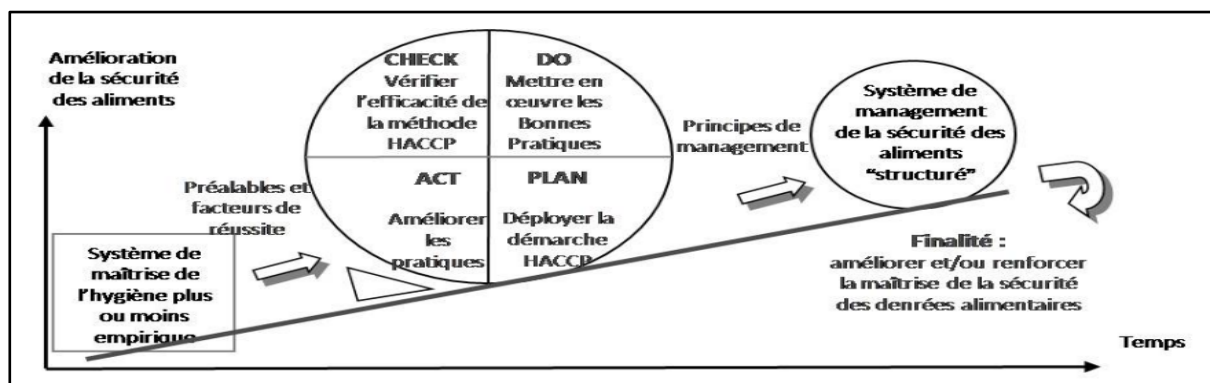 Amélioration
de la sécurité
des aliments
CHECK
Vérifier
l'efficacité de
la méthode
HACCP
DO
Mettre en
œuvre les
Bonnes
Pratiques
ACT
Améliorer
les
pratiques
PLAN
Déployer la
démarche
HACCP
Préalables et
facteurs de
réussite
Système de
maîtrise de
l'hygiène plus
ou moins
empirique
Principes de
management
Système de
management
de la sécurité des
aliments
“structuré”
Finalité :
améliorer et/ou renforcer
la maîtrise de la sécurité
des denrées alimentaires
Temps